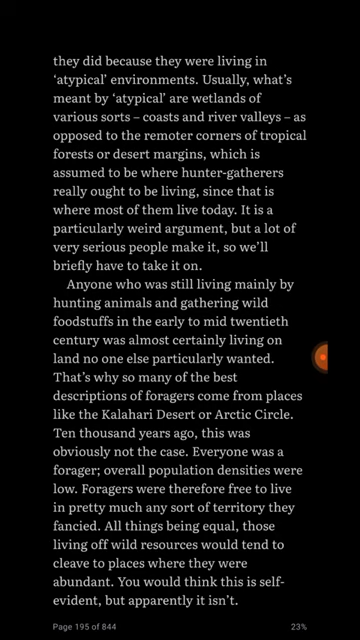 they did because they were living in
‘atypical’ environments. Usually, what’s
meant by ‘atypical’ are wetlands of
various sorts – coasts and river valleys – as
opposed to the remoter corners of tropical
forests or desert margins, which is
assumed to be where hunter-gatherers
really ought to be living, since that is
where most of them live today. It is a
particularly weird argument, but a lot of
very serious people make it, so we’ll
briefly have to take it on.
Anyone who was still living mainly by
hunting animals and gathering wild
foodstuffs in the early to mid twentieth
century was almost certainly living on
land no one else particularly wanted.
That’s why so many of the best
descriptions of foragers come from places
like the Kalahari Desert or Arctic Circle.
Ten thousand years ago, this was
obviously not the case. Everyone was a
forager; overall population densities were
low. Foragers were therefore free to live
in pretty much any sort of territory they
fancied. All things being equal, those
living off wild resources would tend to
cleave to places where they were
abundant. You would think this is self-
evident, but apparently it isn’t.
Page 195 of 844 23%